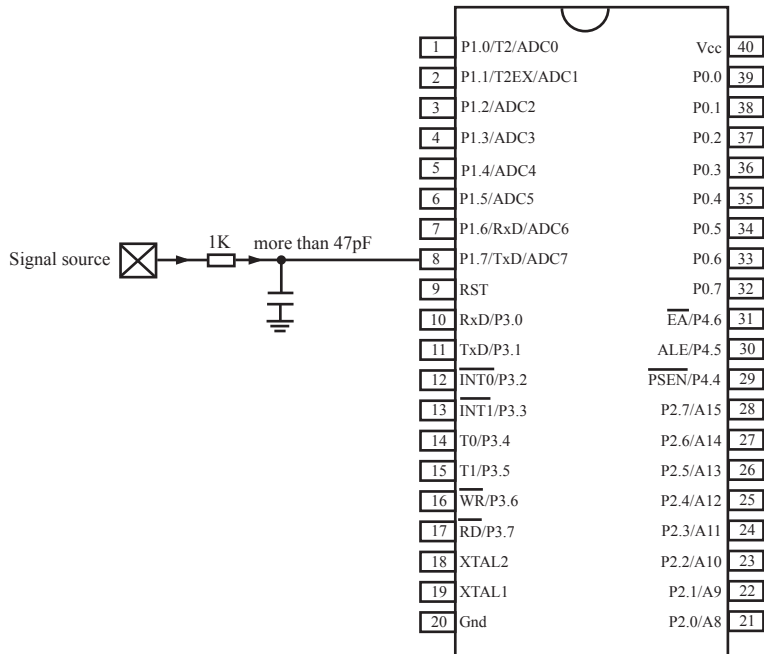 1 P1.0/T2/ADC0 Vcc 40
2 P1.1/T2EX/ADC1 P0.0 39
3 P1.2/ADC2 P0.1 38
4 P1.3/ADC3 P0.2 37
5 P1.4/ADC4 P0.3 36
6 P1.5/ADC5 P0.4 35
7 P1.6/RxD/ADC6 P0.5 34
1K more than 47pF
Signal source 8 P1.7/TxD/ADC7 P0.6 33
9 RST P0.7 32
10 RxD/P3.0 EA/P4.6 31
11 TxD/P3.1 ALE/P4.5 30
12 INT0/P3.2 PSEN/P4.4 29
13 INT1/P3.3 P2.7/A15 28
14 T0/P3.4 P2.6/A14 27
15 T1/P3.5 P2.5/A13 26
16 WR/P3.6 P2.4/A12 25
17 RD/P3.7 P2.3/A11 24
18 XTAL2 P2.2/A10 23
19 XTAL1 P2.1/A9 22
20 Gnd P2.0/A8 21